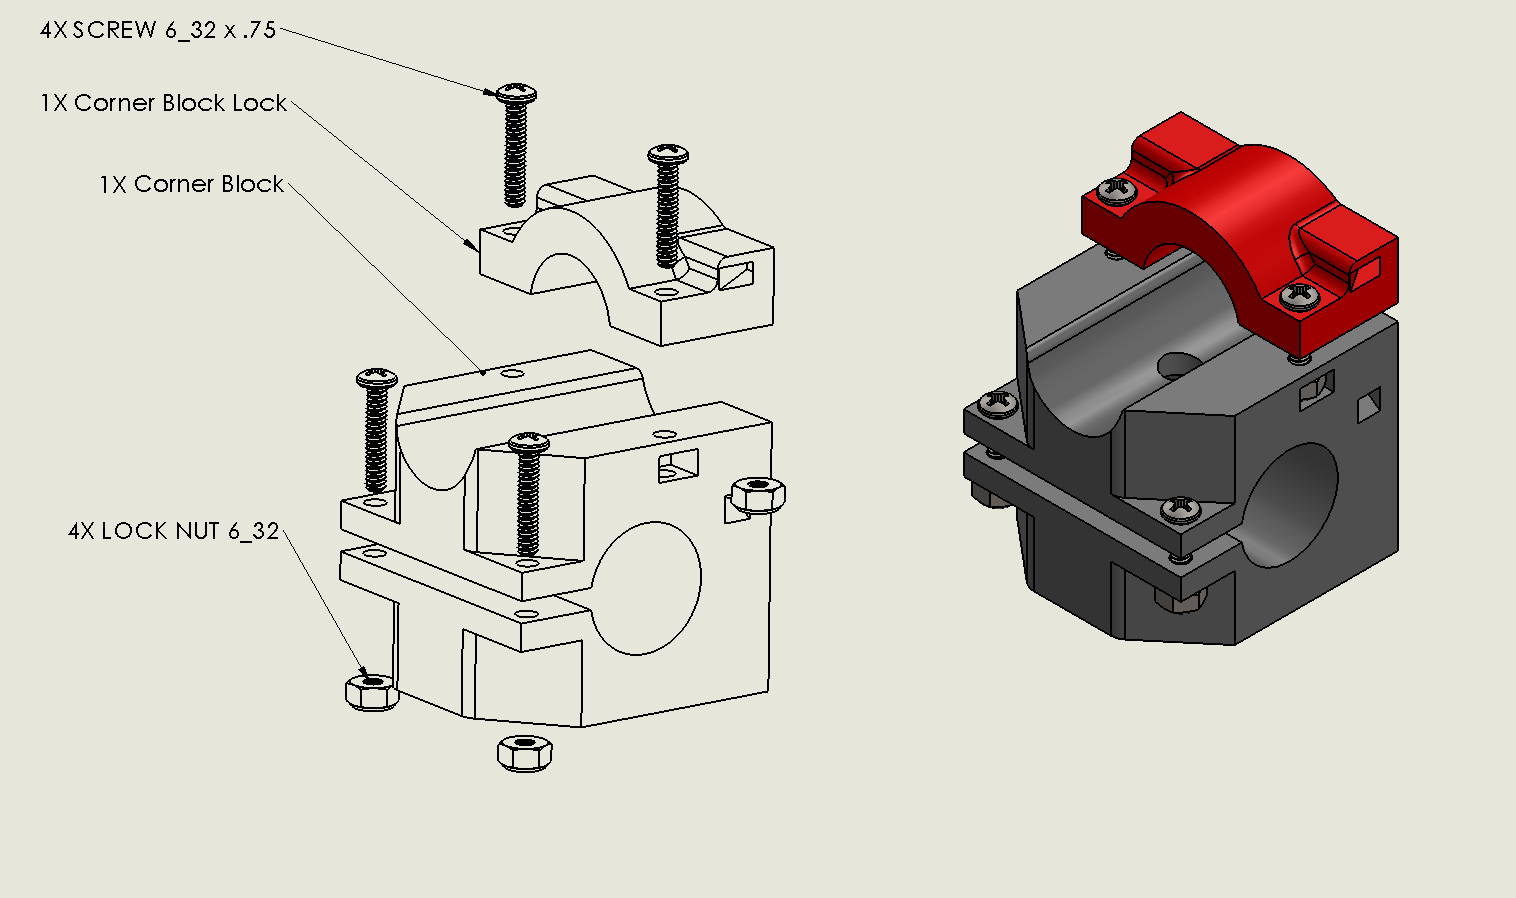 4X SCREW 6_32 x .75
1X Corner Block Lock
1X Corner Block
4X LOCK NUT 6_32